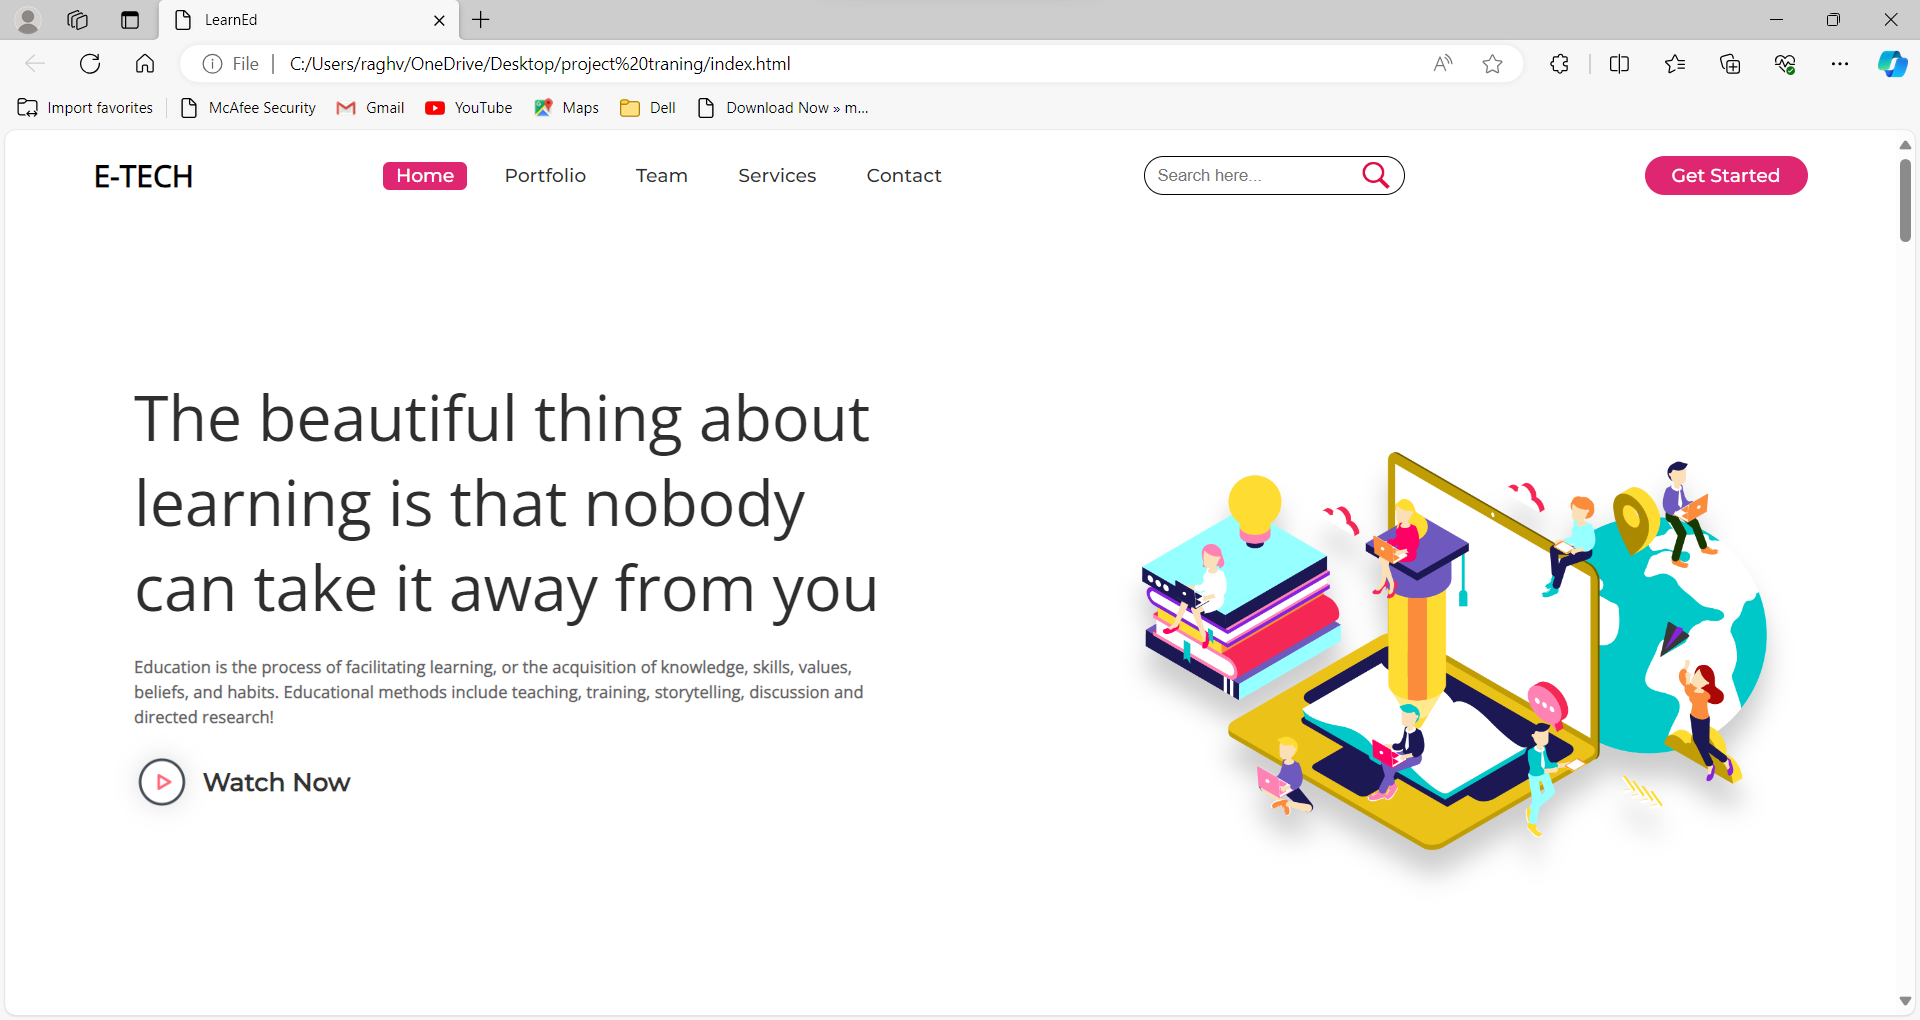 LearnEd
File C:/Users/raghv/OneDrive/Desktop/project%20traning/index.html
Import favorites McAfee Security Gmail YouTube Maps Dell Download Now » m...
E-TECH Home Portfolio Team Services Contact Search here... Get Started
The beautiful thing about
learning is that nobody
can take it away from you
Education is the process of facilitating learning, or the acquisition of knowledge, skills, values,
beliefs, and habits. Educational methods include teaching, training, storytelling, discussion and
directed research!
Watch Now